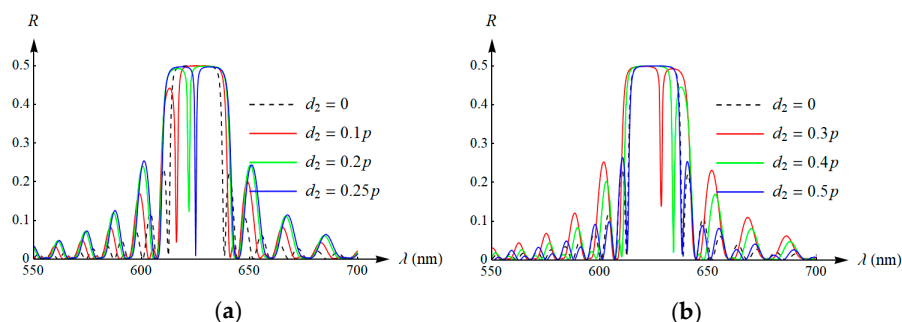 R
0.5
0.4
0.3
0.2
0.1
0
550
600
650
700
λ (nm)
d₂ = 0
d₂ = 0.1p
d₂ = 0.2p
d₂ = 0.25p
(a)
R
0.5
0.4
0.3
0.2
0.1
0
550
600
650
700
λ (nm)
d₂ = 0
d₂ = 0.3p
d₂ = 0.4p
d₂ = 0.5p
(b)